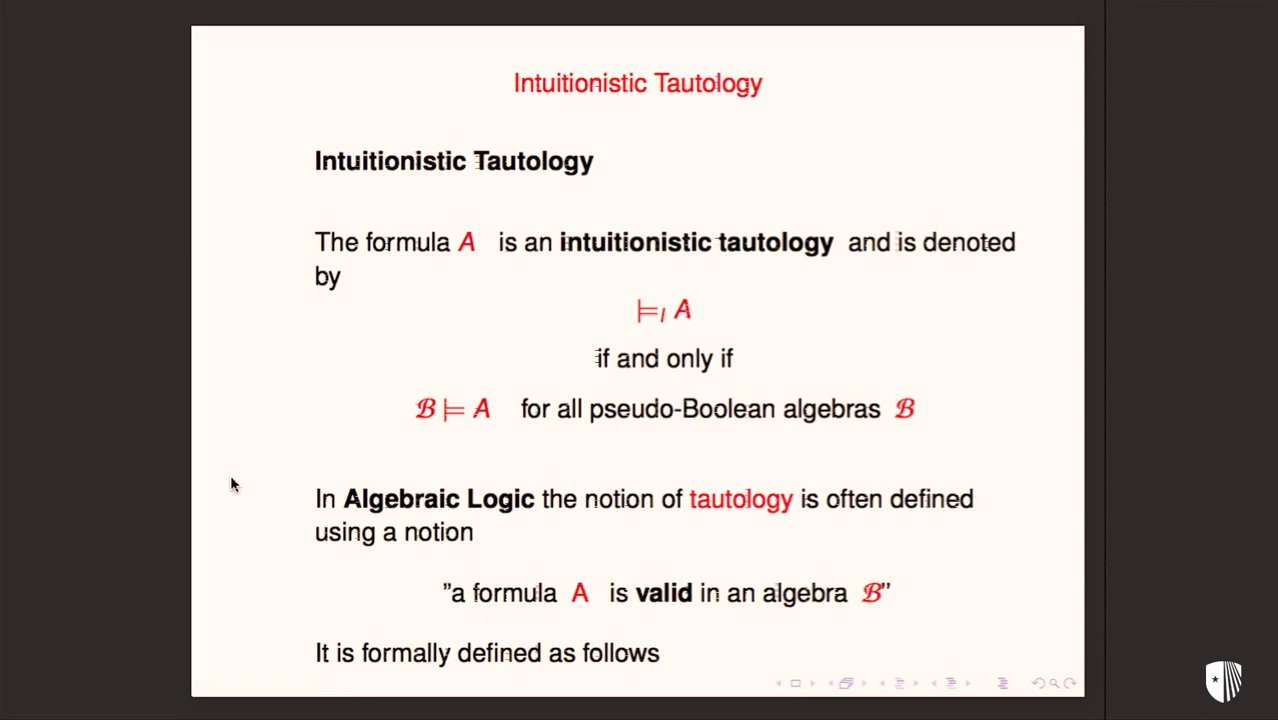 Intuitionistic Tautology
Intuitionistic Tautology
The formula A is an intuitionistic tautology and is denoted
by
⊨I A
if and only if
ℬ ⊨ A for all pseudo-Boolean algebras ℬ
In Algebraic Logic the notion of tautology is often defined
using a notion
”a formula A is valid in an algebra ℬ”
It is formally defined as follows